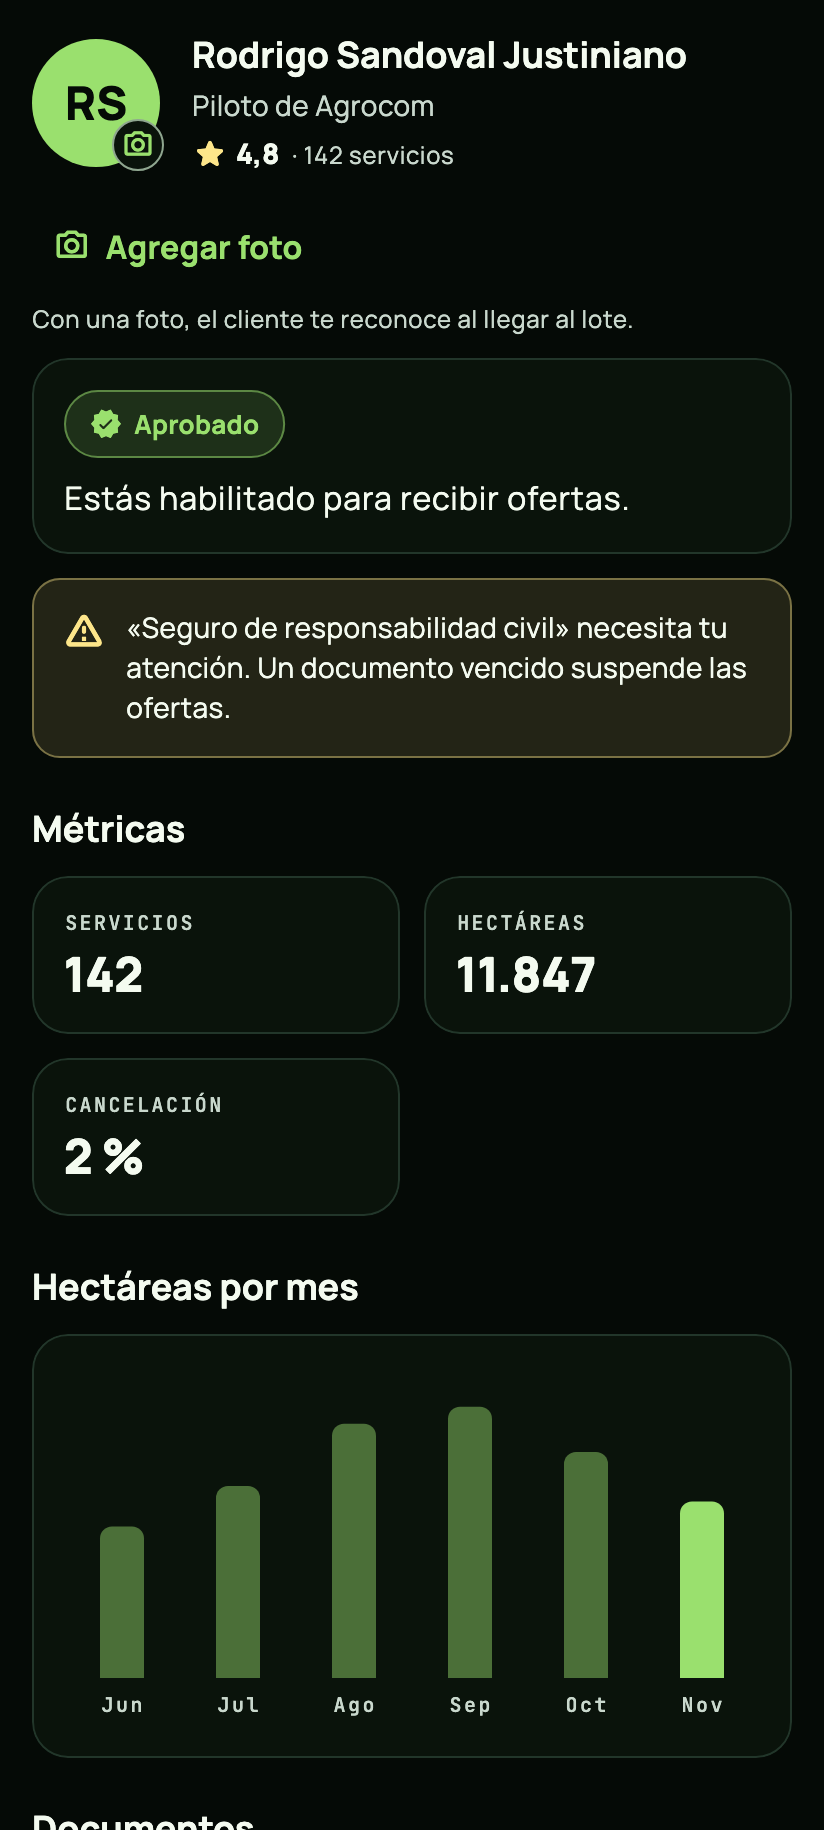 RS
Rodrigo Sandoval Justiniano
Piloto de Agrocom
4,8 · 142 servicios
Agregar foto
Con una foto, el cliente te reconoce al llegar al lote.
Aprobado
Estás habilitado para recibir ofertas.
«Seguro de responsabilidad civil» necesita tu
atención. Un documento vencido suspende las
ofertas.
Métricas
SERVICIOS
142
HECTÁREAS
11.847
CANCELACIÓN
2 %
Hectáreas por mes
Jun Jul Ago Sep Oct Nov
Documentos